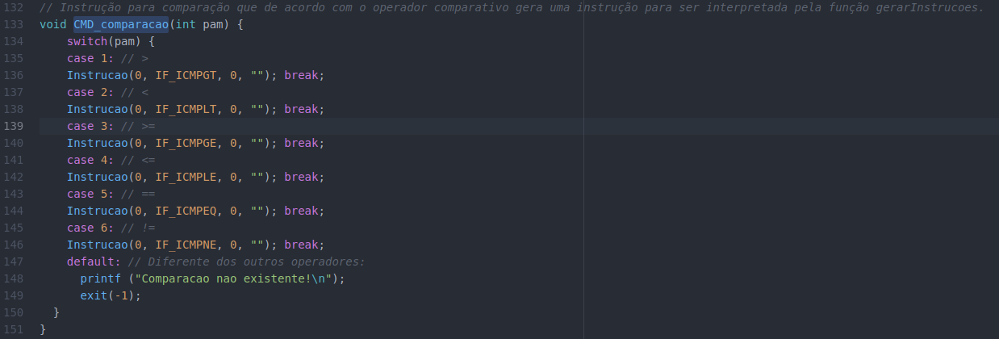 132 // Instrução para comparação que de acordo com o operador comparativo gera uma instrução para ser interpretada pela função gerarInstrucoes.
133 void CMD_comparacao(int pam) {
134     switch(pam) {
135     case 1: // >
136     Instrucao(0, IF_ICMPGT, 0, ""); break;
137     case 2: // <
138     Instrucao(0, IF_ICMPLT, 0, ""); break;
139     case 3: // >=
140     Instrucao(0, IF_ICMPGE, 0, ""); break;
141     case 4: // <=
142     Instrucao(0, IF_ICMPLE, 0, ""); break;
143     case 5: // ==
144     Instrucao(0, IF_ICMPEQ, 0, ""); break;
145     case 6: // !=
146     Instrucao(0, IF_ICMPNE, 0, ""); break;
147     default: // Diferente dos outros operadores:
148       printf ("Comparacao nao existente!\n");
149       exit(-1);
150   }
151 }